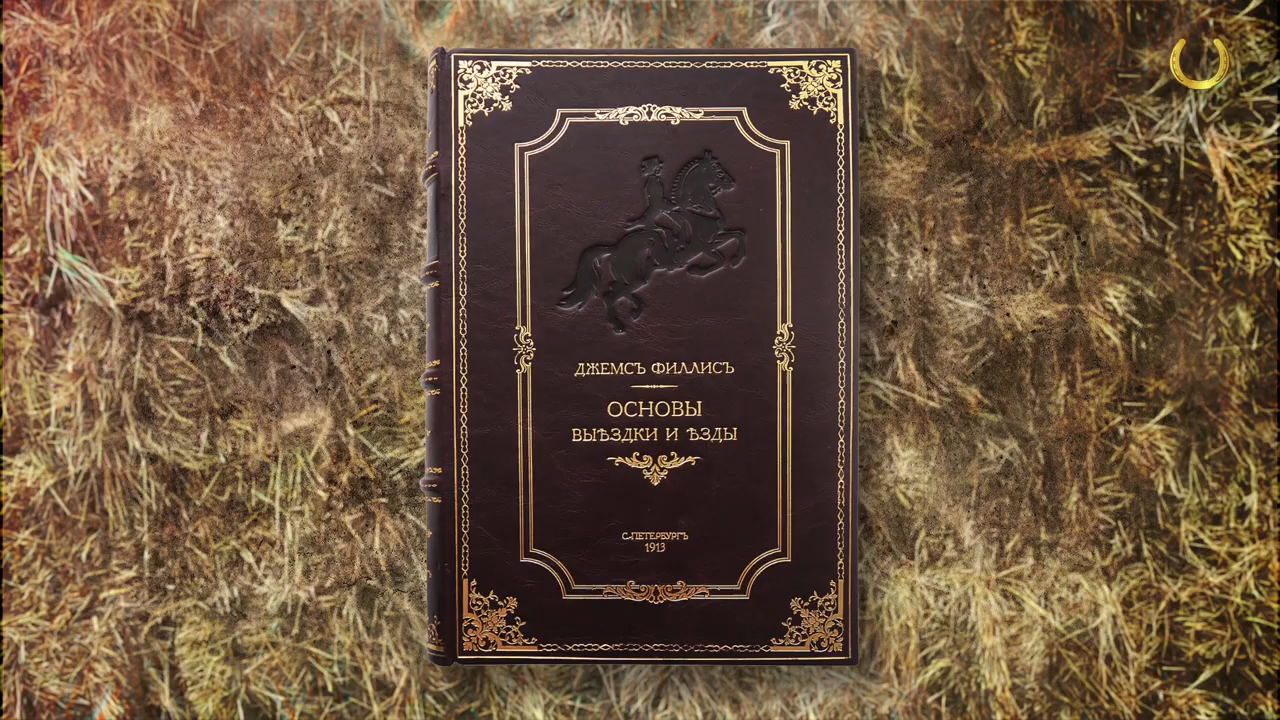 ДЖЕМСЪ ФИЛЛИСЪ
ОСНОВЫ
ВЫѢЗДКИ И ѢЗДЫ
С.ПЕТЕРБУРГЪ
1913